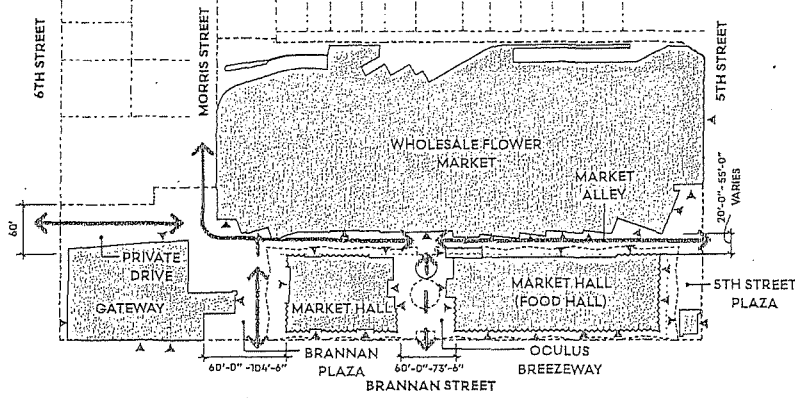 6TH STREET
MORRIS STREET
5TH STREET
WHOLESALE FLOWER
MARKET
MARKET
ALLEY
20'-0"- 55'-0"
VARIES
60'
PRIVATE
DRIVE
GATEWAY
MARKET HALL
MARKET HALL
(FOOD HALL)
5TH STREET
PLAZA
60'-0" -104'-6"
BRANNAN
PLAZA
60'-0"-73'-6"
OCULUS
BREEZEWAY
BRANNAN STREET